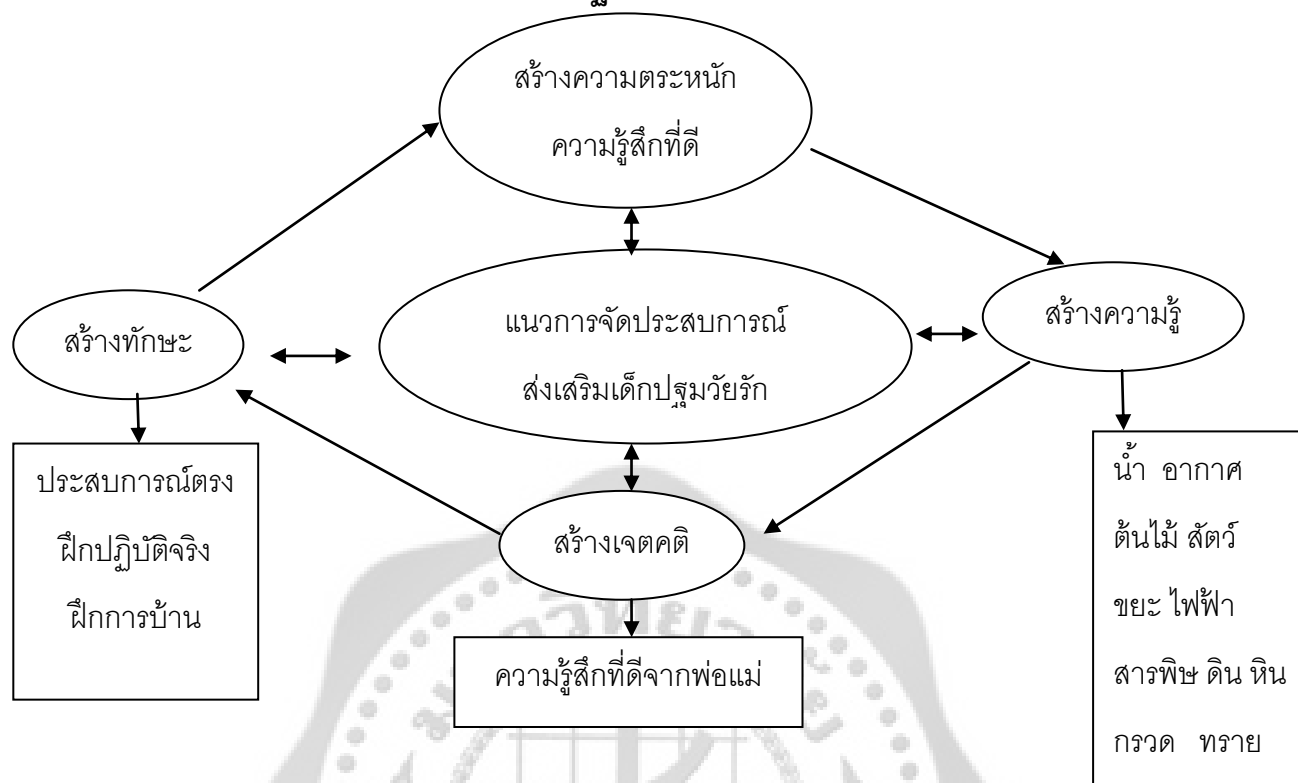 สร้างความตระหนัก
ความรู้สึกที่ดี
แนวการจัดประสบการณ์
ส่งเสริมเด็กปฐมวัยรัก
สร้างทักษะ
สร้างความรู้
สร้างเจตคติ
ประสบการณ์ตรง
ฝึกปฏิบัติจริง
ฝึกการบ้าน
ความรู้สึกที่ดีจากพ่อแม่
น้ำ อากาศ
ต้นไม้ สัตว์
ขยะ ไฟฟ้า
สารพิษ ดิน หิน
กรวด ทราย